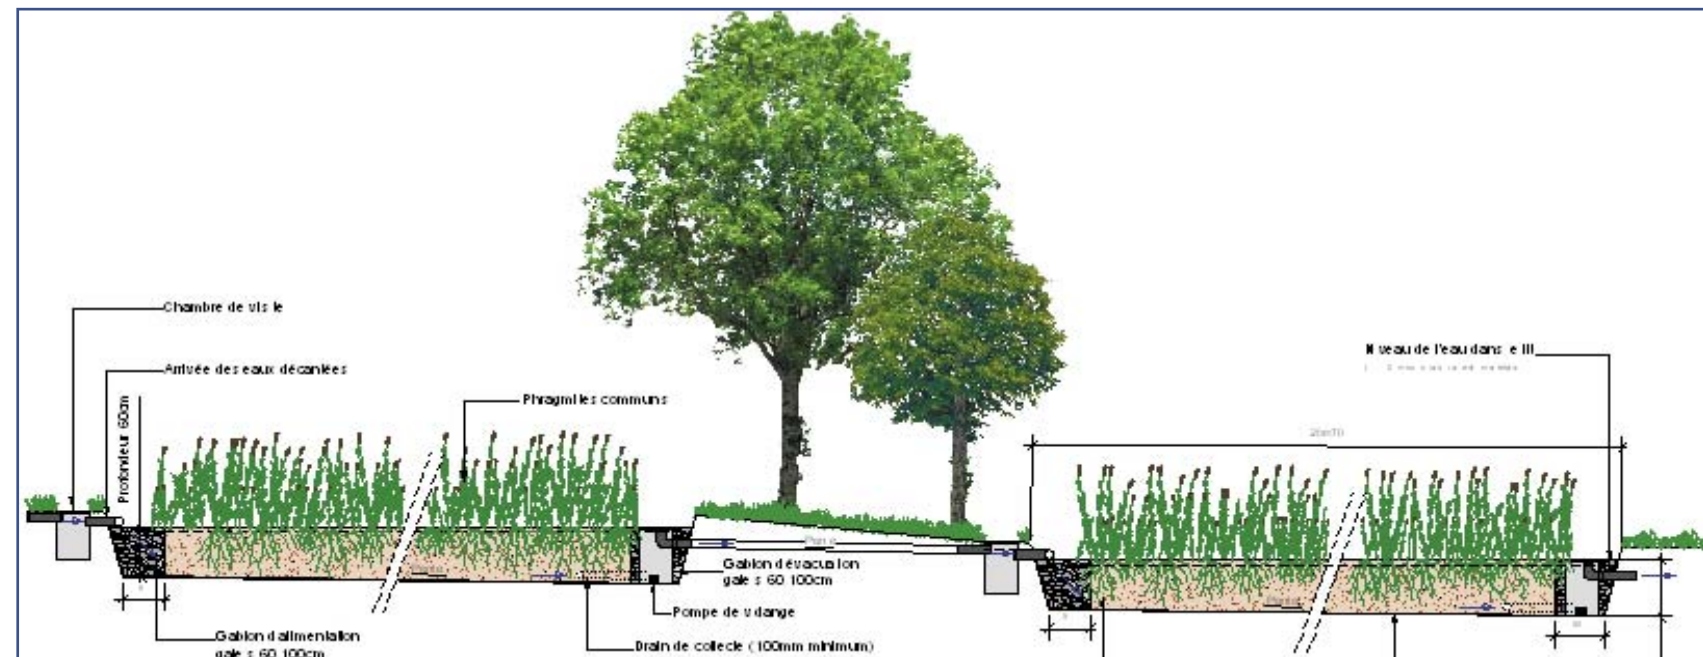 Chambre de visite
Arrivée des eaux décantées
Profondeur 60cm
Phragmites communs
Niveau de l'eau dans le lit
Pente
Gabion d'évacuation
galets 60 100cm
Pompe de vidange
Gabion d'alimentation
galets 60 100cm
Drain de collecte (100mm minimum)